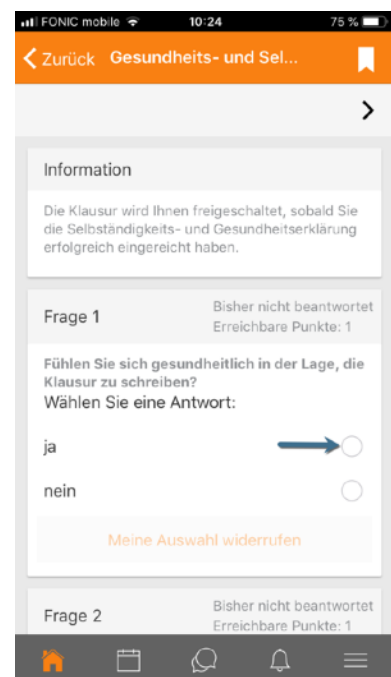 FONIC mobile 10:24 75 %
Zurück Gesundheits- und Sel...
Information
Die Klausur wird Ihnen freigeschaltet, sobald Sie
die Selbständigkeits- und Gesundheitserklärung
erfolgreich eingereicht haben.
Frage 1
Bisher nicht beantwortet
Erreichbare Punkte: 1
Fühlen Sie sich gesundheitlich in der Lage, die
Klausur zu schreiben?
Wählen Sie eine Antwort:
ja
nein
Meine Auswahl widerrufen
Frage 2
Bisher nicht beantwortet
Erreichbare Punkte: 1